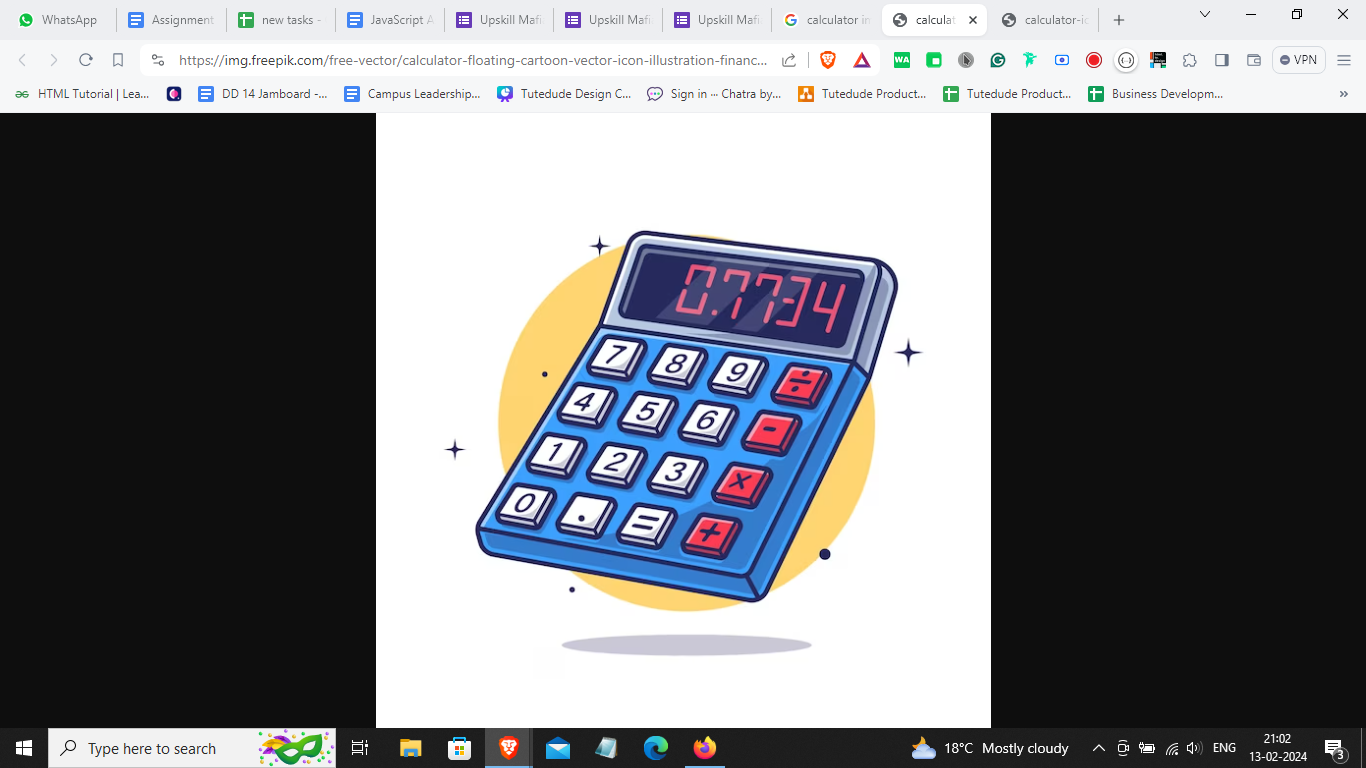 WhatsApp
Assignment
new tasks -
JavaScript A
Upskill Mafi
Upskill Mafi
Upskill Mafi
calculator in
calculat
calculator-ic
https://img.freepik.com/free-vector/calculator-floating-cartoon-vector-icon-illustration-financ...
WA
VPN
HTML Tutorial | Lea...
DD 14 Jamboard -...
Campus Leadership...
Tutedude Design C...
Sign in ··· Chatra by...
Tutedude Product...
Tutedude Product...
Business Developm...
»
0.7734
7 8 9 ÷
4 5 6 -
1 2 3 ×
0 . = +
Type here to search
18°C Mostly cloudy
ENG
21:02
13-02-2024
3